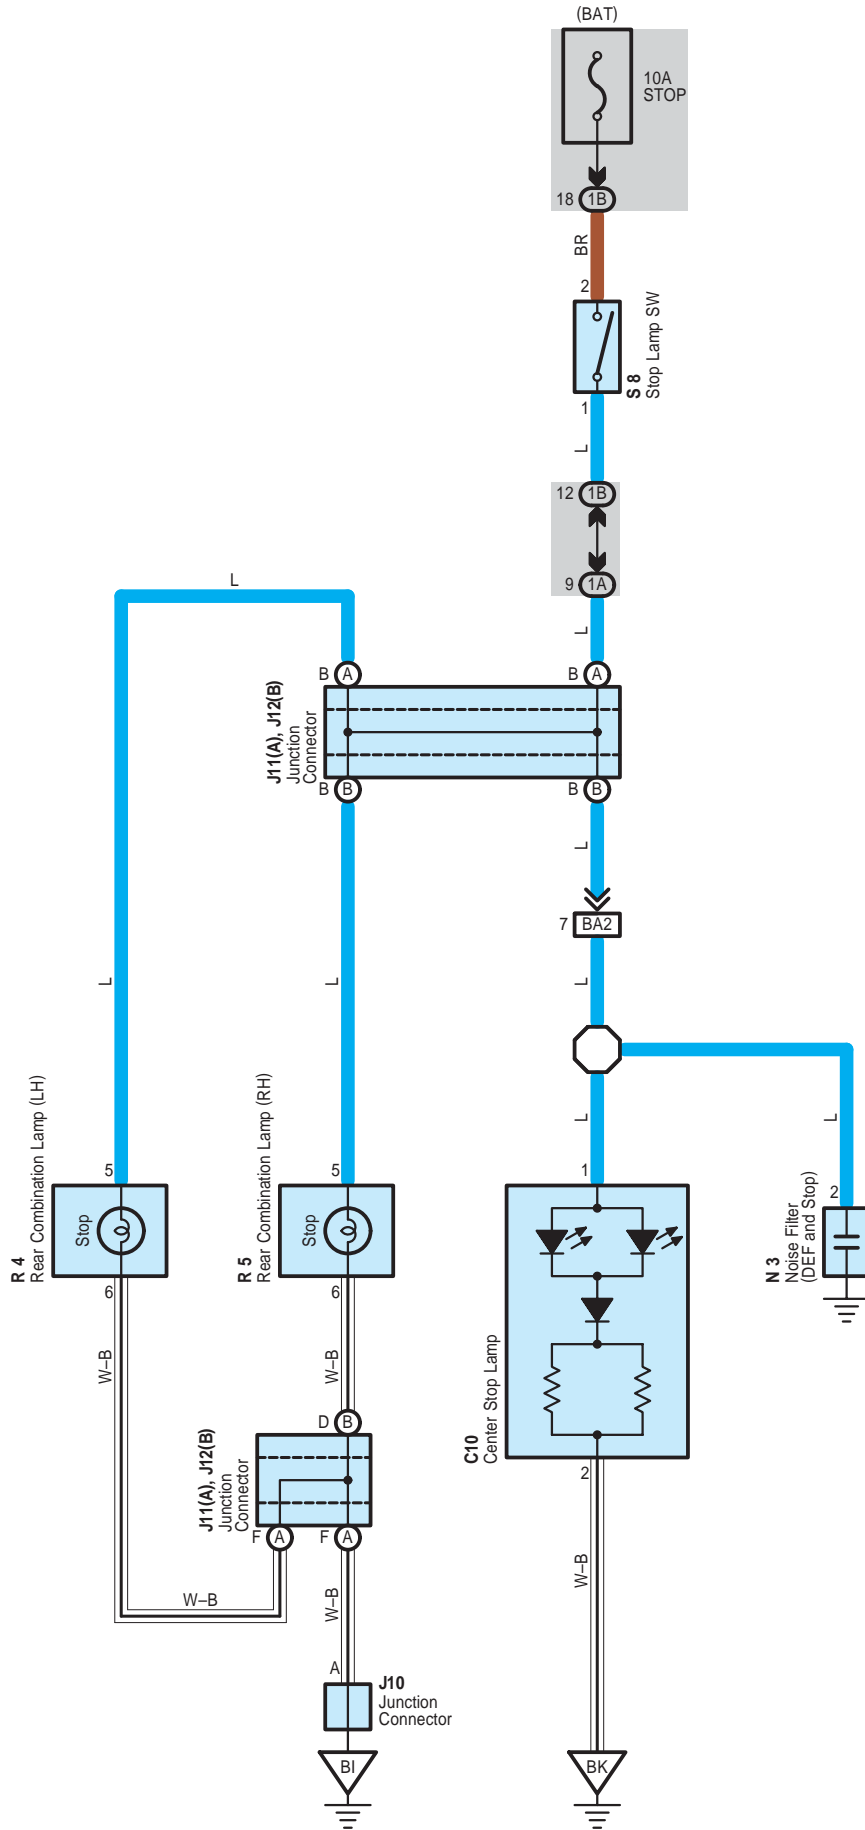 (BAT)
10A
STOP
18 1B
BR
2
S 8
Stop Lamp SW
1
L
12 1B
9 1A
L
L
B A
B A
J11(A), J12(B)
Junction
Connector
B B
B B
L
7 BA2
L
L
L
L
L
R 4
Rear Combination Lamp (LH)
5
Stop
6
R 5
Rear Combination Lamp (RH)
5
Stop
6
1
C10
Center Stop Lamp
2
2
N 3
Noise Filter
(DEF and Stop)
W–B
W–B
D B
J11(A), J12(B)
Junction
Connector
F A
F A
W–B
W–B
W–B
A
J10
Junction
Connector
BI
BK